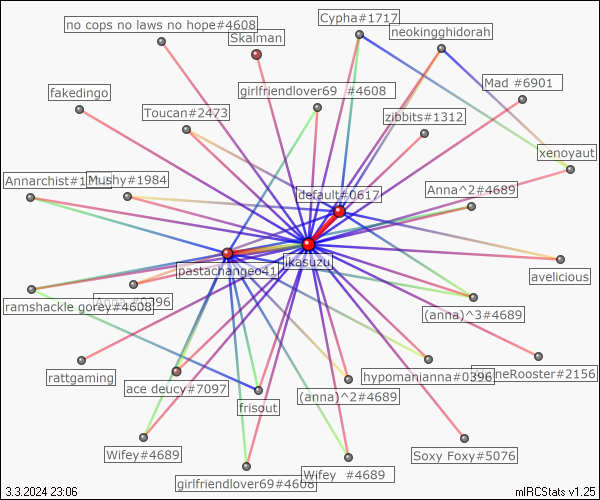 no cops no laws no hope#4608
Cypha#1717
Skalman
neokingghidorah
fakedingo
girlfriendlover69 #4608
Mad #6901
Toucan#2473
zibbits#1312
xenoyaut
Annarchist#1
Mushy#1984
default#0617
Anna^2#4689
ikasuzu
pastachangeo41
avelicious
Anna #0396
ramshackle gorey#4608
(anna)^3#4689
rattgaming
ace deucy#7097
hypomanianna#0396
neRooster#2156
frisout
(anna)^2#4689
Wifey#4689
Soxy Foxy#5076
girlfriendlover69#4608
Wifey #4689
3.3.2024 23:06
mIRCStats v1.25